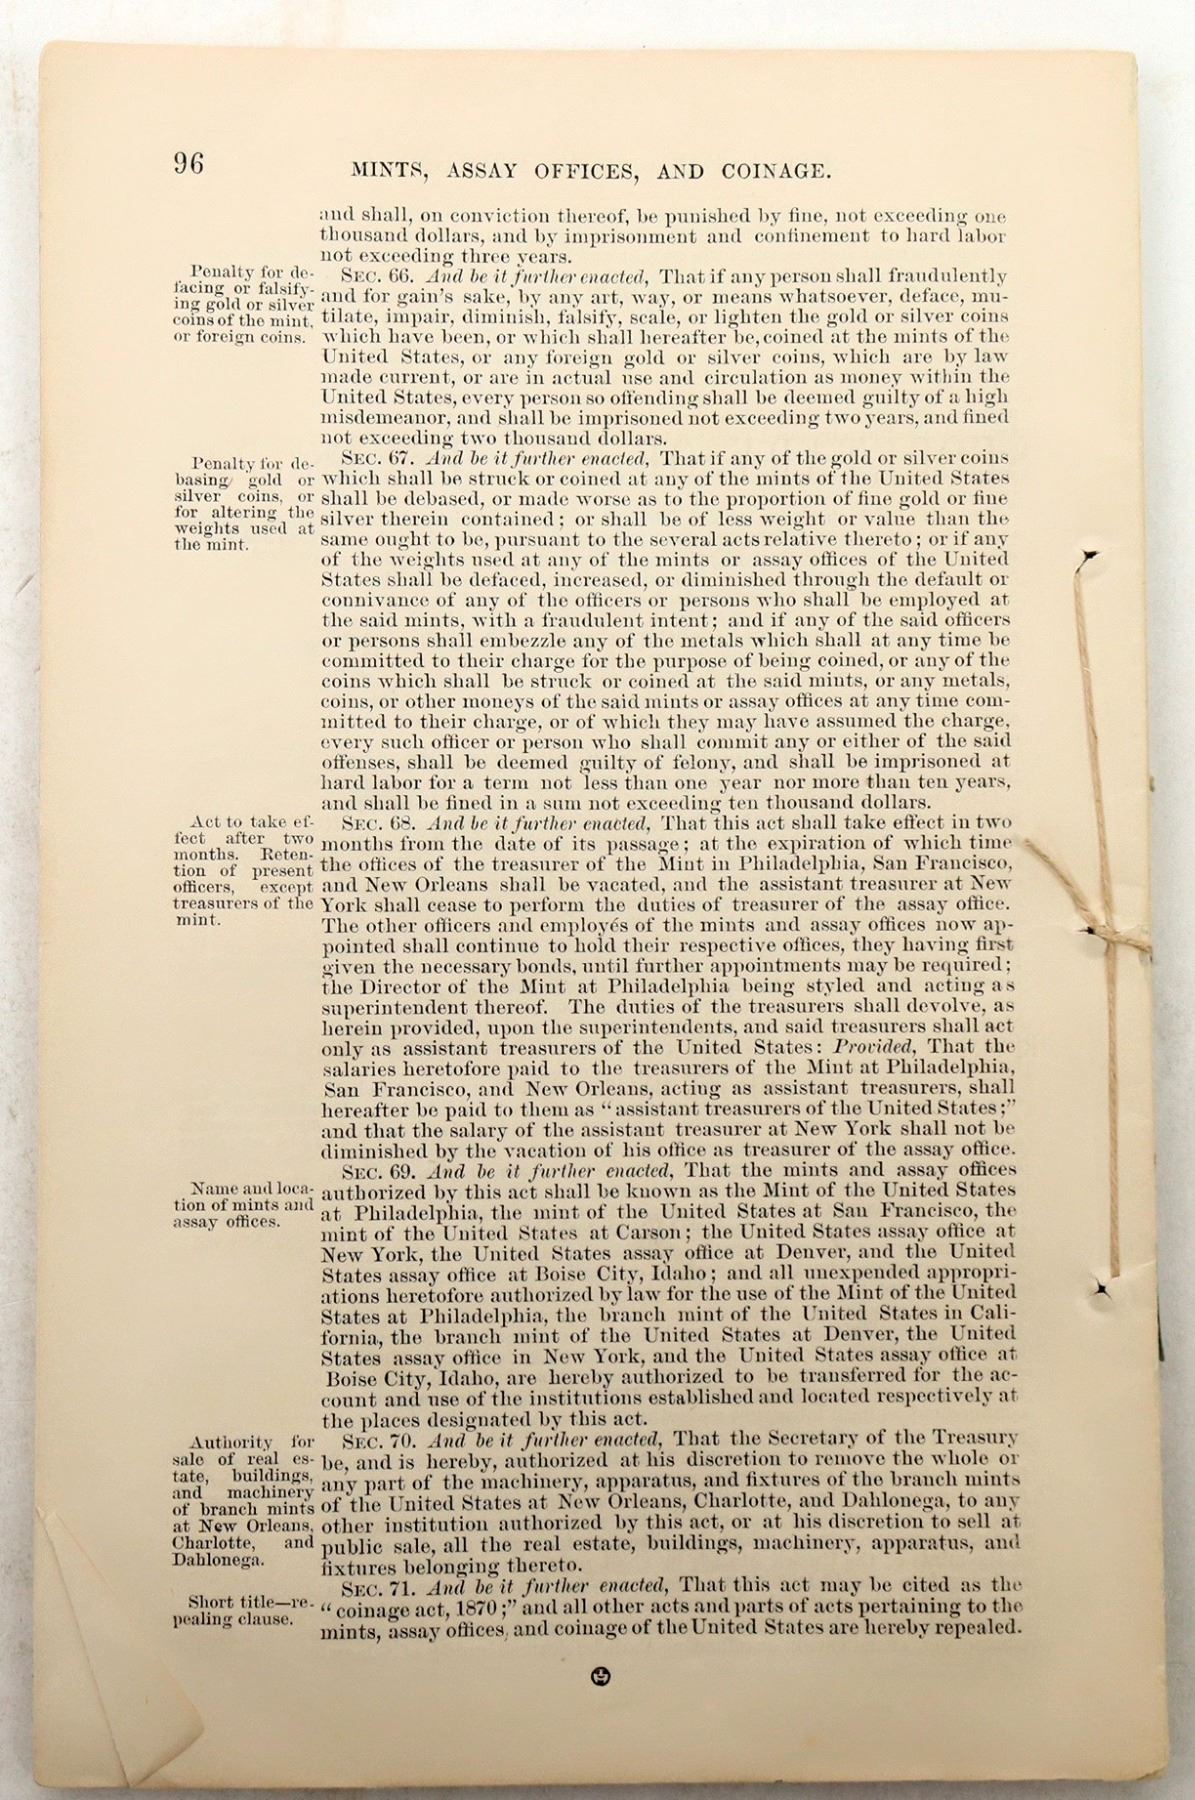 96
MINTS, ASSAY OFFICES, AND COINAGE.
and shall, on conviction thereof, be punished by fine, not exceeding one
thousand dollars, and by imprisonment and confinement to hard labor
not exceeding three years.
Penalty for de-
facing or falsify-
ing gold or silver
coins of the mint,
or foreign coins.
SEC. 66. And be it further enacted, That if any person shall fraudulently
and for gain's sake, by any art, way, or means whatsoever, deface, mu-
tilate, impair, diminish, falsify, scale, or lighten the gold or silver coins
which have been, or which shall hereafter be, coined at the mints of the
United States, or any foreign gold or silver coins, which are by law
made current, or are in actual use and circulation as money within the
United States, every person so offending shall be deemed guilty of a high
misdemeanor, and shall be imprisoned not exceeding two years, and fined
not exceeding two thousand dollars.
Penalty for de-
basing gold or
silver coins, or
for altering the
weights used at
the mint.
SEC. 67. And be it further enacted, That if any of the gold or silver coins
which shall be struck or coined at any of the mints of the United States
shall be debased, or made worse as to the proportion of fine gold or fine
silver therein contained; or shall be of less weight or value than the
same ought to be, pursuant to the several acts relative thereto; or if any
of the weights used at any of the mints or assay offices of the United
States shall be defaced, increased, or diminished through the default or
connivance of any of the officers or persons who shall be employed at
the said mints, with a fraudulent intent; and if any of the said officers
or persons shall embezzle any of the metals which shall at any time be
committed to their charge for the purpose of being coined, or any of the
coins which shall be struck or coined at the said mints, or any metals,
coins, or other moneys of the said mints or assay offices at any time com-
mitted to their charge, or of which they may have assumed the charge,
every such officer or person who shall commit any or either of the said
offenses, shall be deemed guilty of felony, and shall be imprisoned at
hard labor for a term not less than one year nor more than ten years,
and shall be fined in a sum not exceeding ten thousand dollars.
Act to take ef-
fect after two
months. Reten-
tion of present
officers, except
treasurers of the
mint.
SEC. 68. And be it further enacted, That this act shall take effect in two
months from the date of its passage; at the expiration of which time
the offices of the treasurer of the Mint in Philadelphia, San Francisco,
and New Orleans shall be vacated, and the assistant treasurer at New
York shall cease to perform the duties of treasurer of the assay office.
The other officers and employés of the mints and assay offices now ap-
pointed shall continue to hold their respective offices, they having first
given the necessary bonds, until further appointments may be required;
the Director of the Mint at Philadelphia being styled and acting as
superintendent thereof. The duties of the treasurers shall devolve, as
herein provided, upon the superintendents, and said treasurers shall act
only as assistant treasurers of the United States: Provided, That the
salaries heretofore paid to the treasurers of the Mint at Philadelphia,
San Francisco, and New Orleans, acting as assistant treasurers, shall
hereafter be paid to them as "assistant treasurers of the United States;"
and that the salary of the assistant treasurer at New York shall not be
diminished by the vacation of his office as treasurer of the assay office.
Name and loca-
tion of mints and
assay offices.
SEC. 69. And be it further enacted, That the mints and assay offices
authorized by this act shall be known as the Mint of the United States
at Philadelphia, the mint of the United States at San Francisco, the
mint of the United States at Carson; the United States assay office at
New York, the United States assay office at Denver, and the United
States assay office at Boise City, Idaho; and all unexpended appropri-
ations heretofore authorized by law for the use of the Mint of the United
States at Philadelphia, the branch mint of the United States in Cali-
fornia, the branch mint of the United States at Denver, the United
States assay office in New York, and the United States assay office at
Boise City, Idaho, are hereby authorized to be transferred for the ac-
count and use of the institutions established and located respectively at
the places designated by this act.
Authority for
sale of real es-
tate, buildings,
and machinery
of branch mints
at New Orleans,
Charlotte, and
Dahlonega.
SEC. 70. And be it further enacted, That the Secretary of the Treasury
be, and is hereby, authorized at his discretion to remove the whole or
any part of the machinery, apparatus, and fixtures of the branch mints
of the United States at New Orleans, Charlotte, and Dahlonega, to any
other institution authorized by this act, or at his discretion to sell at
public sale, all the real estate, buildings, machinery, apparatus, and
fixtures belonging thereto.
Short title—re-
pealing clause.
SEC. 71. And be it further enacted, That this act may be cited as the
"coinage act, 1870;" and all other acts and parts of acts pertaining to the
mints, assay offices, and coinage of the United States are hereby repealed.